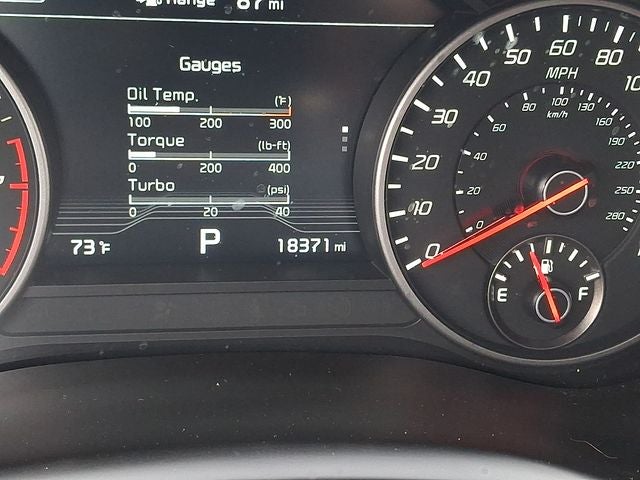 Range 87 mi
Gauges
Oil Temp. (°F)
100 200 300
Torque (lb-ft)
0 200 400
Turbo (psi)
0 20 40
73°F P 18371 mi
0 10 20 30 40 50 60 80
MPH
0 20 40 60 80 100 130 160 190 220 250 280
km/h
E F